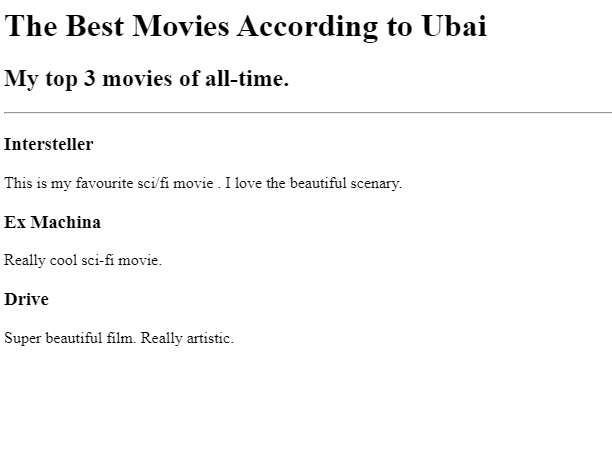 The Best Movies According to Ubai
My top 3 movies of all-time.
Intersteller
This is my favourite sci/fi movie . I love the beautiful scenary.
Ex Machina
Really cool sci-fi movie.
Drive
Super beautiful film. Really artistic.